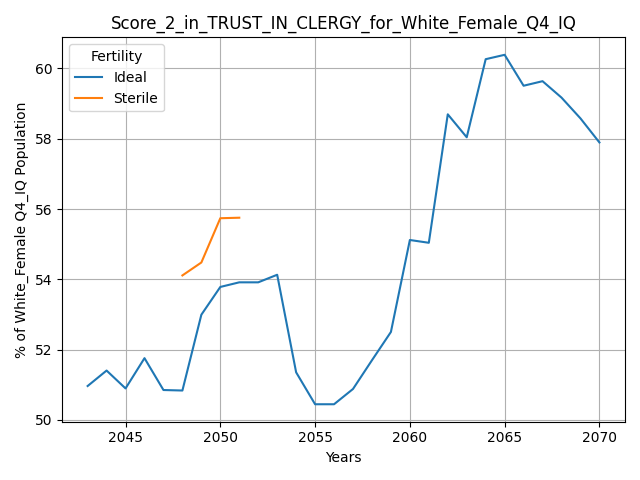 Score_2_in_TRUST_IN_CLERGY_for_White_Female_Q4_IQ
Fertility
Ideal
Sterile
% of White_Female Q4_IQ Population
60
58
56
54
52
50
2045 2050 2055 2060 2065 2070
Years